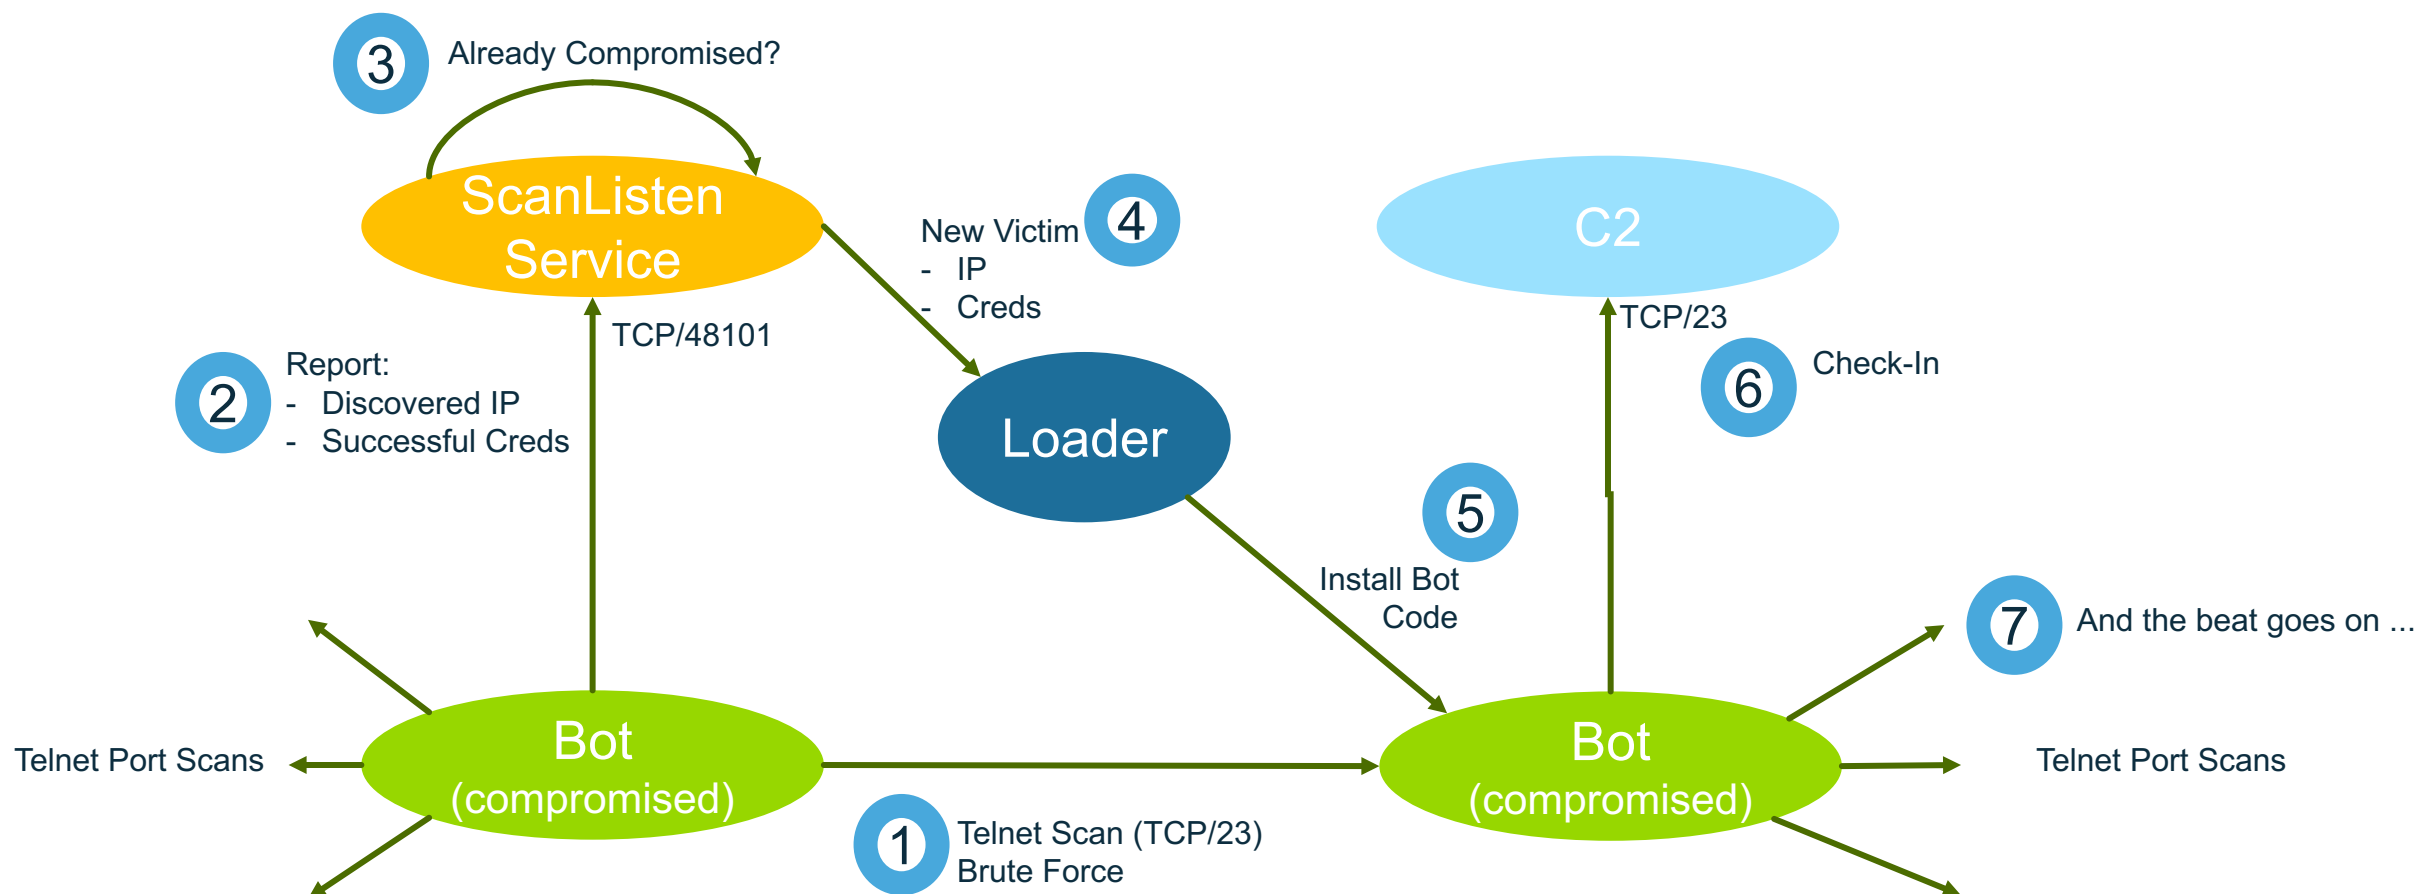 3
Already Compromised?
ScanListen
Service
New Victim
- IP
- Creds
4
C2
TCP/48101
TCP/23
2
Report:
- Discovered IP
- Successful Creds
6
Check-In
Loader
5
Install Bot
Code
7
And the beat goes on ...
Telnet Port Scans
Bot
(compromised)
Bot
(compromised)
Telnet Port Scans
1
Telnet Scan (TCP/23)
Brute Force